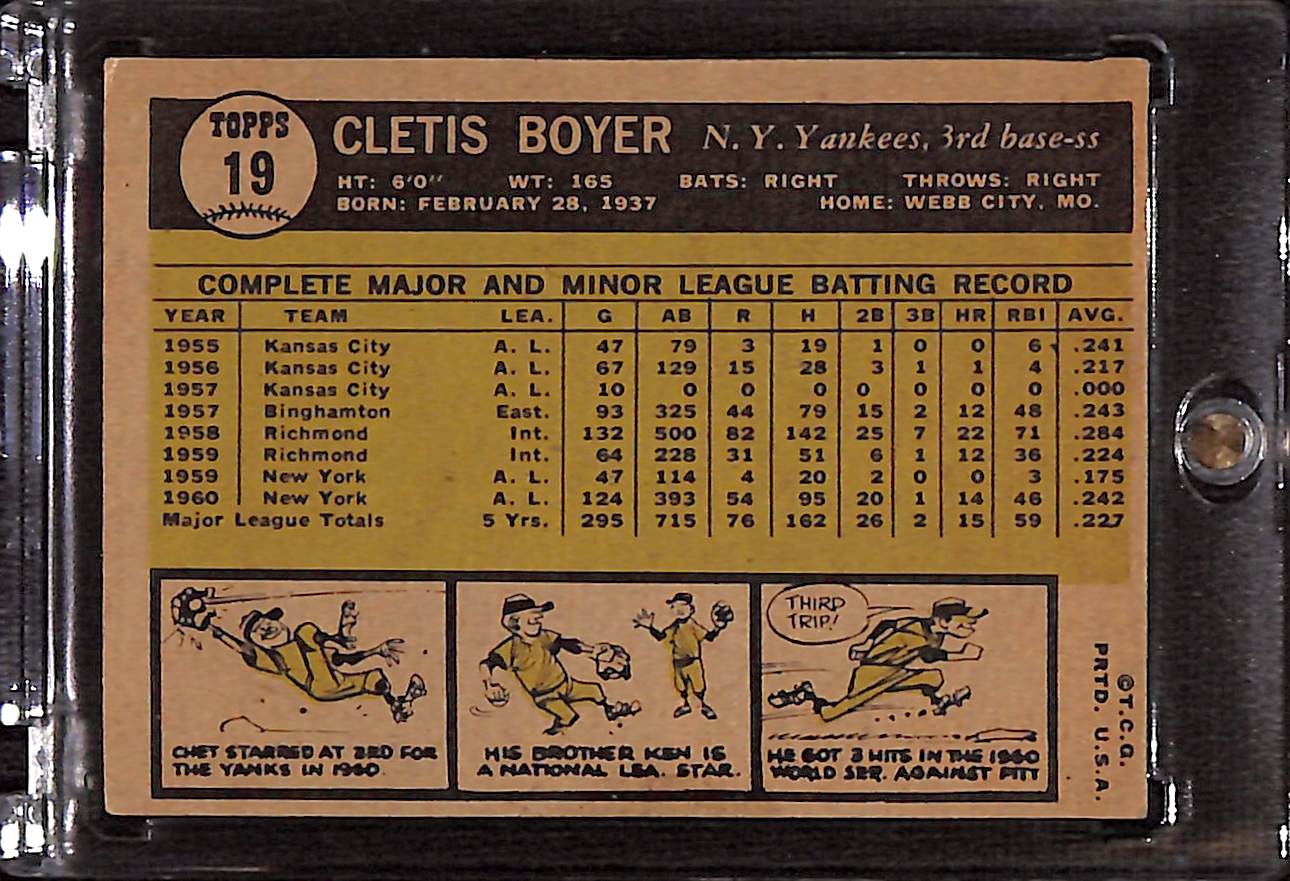 TOPPS
19
CLETIS BOYER N. Y. Yankees, 3rd base-ss
HT: 6'0" WT: 165 BATS: RIGHT THROWS: RIGHT
BORN: FEBRUARY 28, 1937 HOME: WEBB CITY, MO.
COMPLETE MAJOR AND MINOR LEAGUE BATTING RECORD
YEAR TEAM LEA. G AB R H 2B 3B HR RBI AVG.
1955 Kansas City A. L. 47 79 3 19 1 0 0 6 .241
1956 Kansas City A. L. 67 129 15 28 3 1 1 4 .217
1957 Kansas City A. L. 10 0 0 0 0 0 0 0 .000
1957 Binghamton East. 93 325 44 79 15 2 12 48 .243
1958 Richmond Int. 132 500 82 142 25 7 22 71 .284
1959 Richmond Int. 64 228 31 51 6 1 12 36 .224
1959 New York A. L. 47 114 4 20 2 0 0 3 .175
1960 New York A. L. 124 393 54 95 20 1 14 46 .242
Major League Totals 5 Yrs. 295 715 76 162 26 2 15 59 .227
CHET STARRED AT 3RD FOR
THE YANKS IN 1960
HIS BROTHER KEN IS
A NATIONAL LEA. STAR.
THIRD
TRIP!
HE GOT 3 HITS IN THE 1960
WORLD SER. AGAINST PITT
©T.C.G.
PRTD. U.S.A.